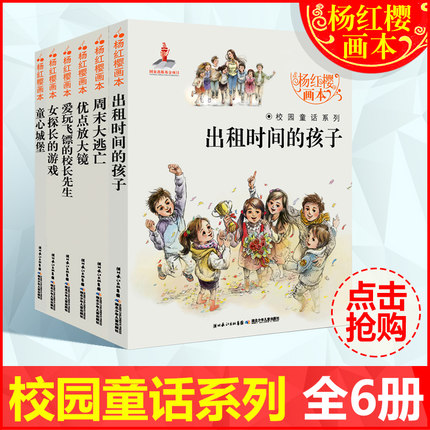 杨红樱
画本
杨红樱画本
童心城堡
杨红樱画本
女探长的游戏
杨红樱画本
爱玩飞镖的校长先生
杨红樱画本
优点放大镜
杨红樱画本
周末大逃亡
杨红樱画本
出租时间的孩子
杨红樱
画本
校园童话系列
出租时间的孩子
点击
抢购
校园童话系列
全6册